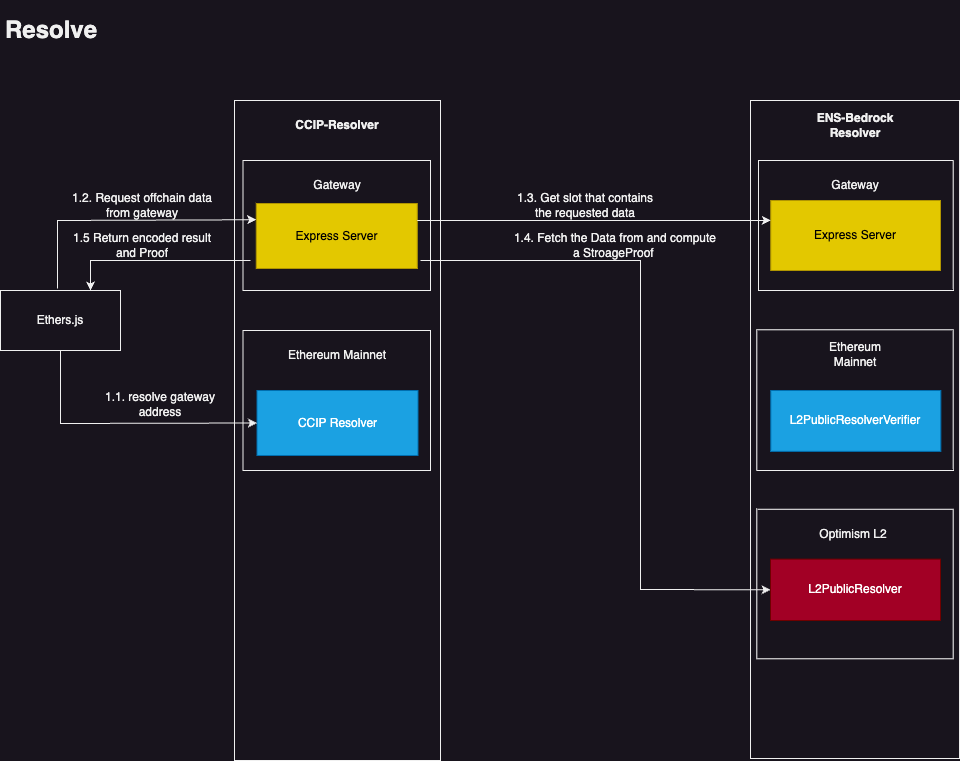 Resolve
CCIP-Resolver
ENS-Bedrock
Resolver
Gateway
Gateway
1.2. Request offchain data
from gateway
1.3. Get slot that contains
the requested data
Express Server
Express Server
1.5 Return encoded result
and Proof
1.4. Fetch the Data from and compute
a StroageProof
Ethers.js
Ethereum Mainnet
Ethereum
Mainnet
1.1. resolve gateway
address
CCIP Resolver
L2PublicResolverVerifier
Optimism L2
L2PublicResolver